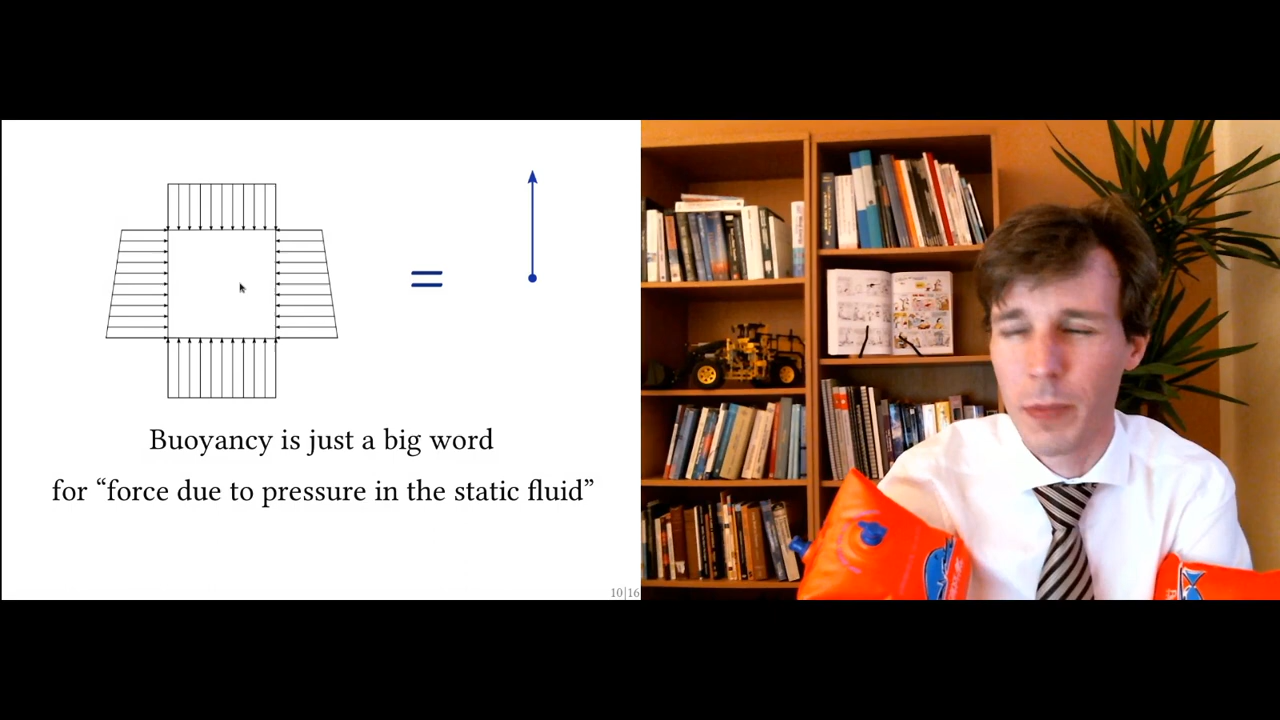 Buoyancy is just a big word
for “force due to pressure in the static fluid”
10|16